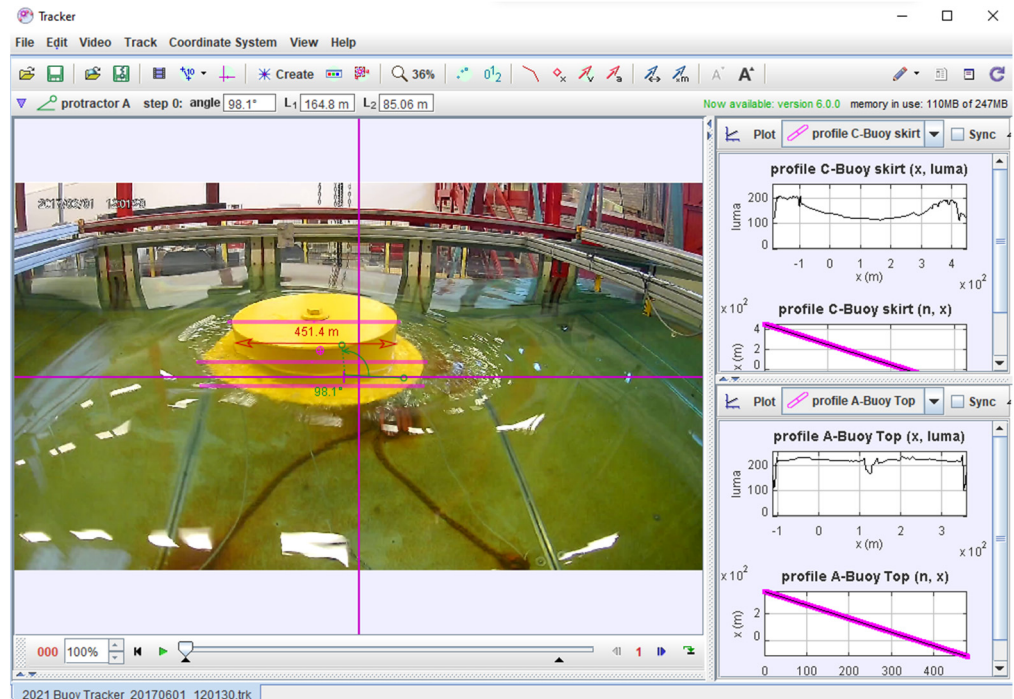 Tracker
File Edit Video Track Coordinate System View Help
Create 36%
protractor A step 0: angle 98.1° L1 164.8 m L2 85.06 m Now available: version 6.0.0 memory in use: 110MB of 247MB
Plot profile C-Buoy skirt Sync
profile C-Buoy skirt (x, luma)
luma
200
100
0
-1 0 1 2 3 4
x (m)
x 10²
x 10² profile C-Buoy skirt (n, x)
x (m)
4
2
0
451.4 m
98.1°
Plot profile A-Buoy Top Sync
profile A-Buoy Top (x, luma)
luma
200
100
0
-1 0 1 2 3
x (m)
x 10²
x 10² profile A-Buoy Top (n, x)
x (m)
2
0
0 100 200 300 400
000 100% 1
2021 Buoy Tracker_20170601_120130.trk